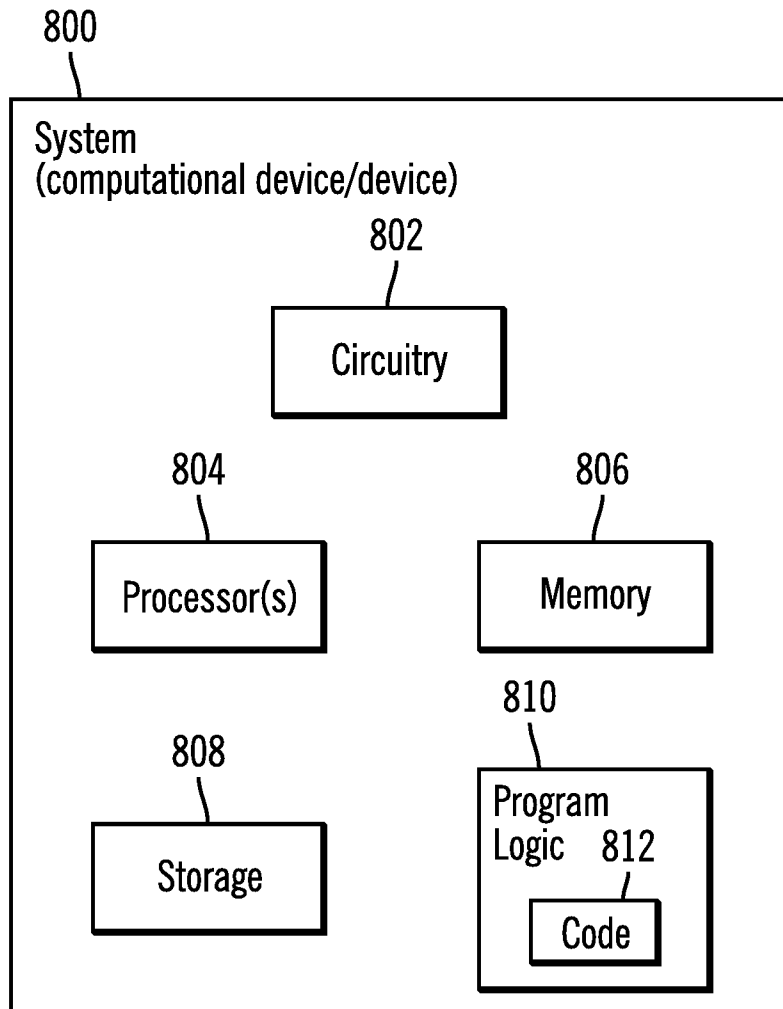 800
System
(computational device/device)
802
Circuitry
804
806
Processor(s)
Memory
810
808
Program
Logic
812
Storage
Code